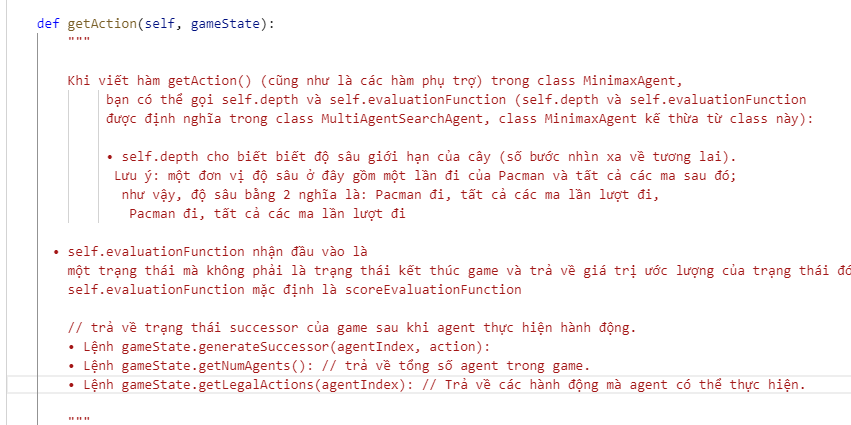 def getAction(self, gameState):
"""
Khi viết hàm getAction() (cũng như là các hàm phụ trợ) trong class MinimaxAgent,
bạn có thể gọi self.depth và self.evaluationFunction (self.depth và self.evaluationFunction
được định nghĩa trong class MultiAgentSearchAgent, class MinimaxAgent kế thừa từ class này):
• self.depth cho biết biết độ sâu giới hạn của cây (số bước nhìn xa về tương lai).
Lưu ý: một đơn vị độ sâu ở đây gồm một lần đi của Pacman và tất cả các ma sau đó;
như vậy, độ sâu bằng 2 nghĩa là: Pacman đi, tất cả các ma lần lượt đi,
Pacman đi, tất cả các ma lần lượt đi
• self.evaluationFunction nhận đầu vào là
một trạng thái mà không phải là trạng thái kết thúc game và trả về giá trị ước lượng của trạng thái đó
self.evaluationFunction mặc định là scoreEvaluationFunction
// trả về trạng thái successor của game sau khi agent thực hiện hành động.
• Lệnh gameState.generateSuccessor(agentIndex, action):
• Lệnh gameState.getNumAgents(): // trả về tổng số agent trong game.
• Lệnh gameState.getLegalActions(agentIndex): // Trả về các hành động mà agent có thể thực hiện.
"""